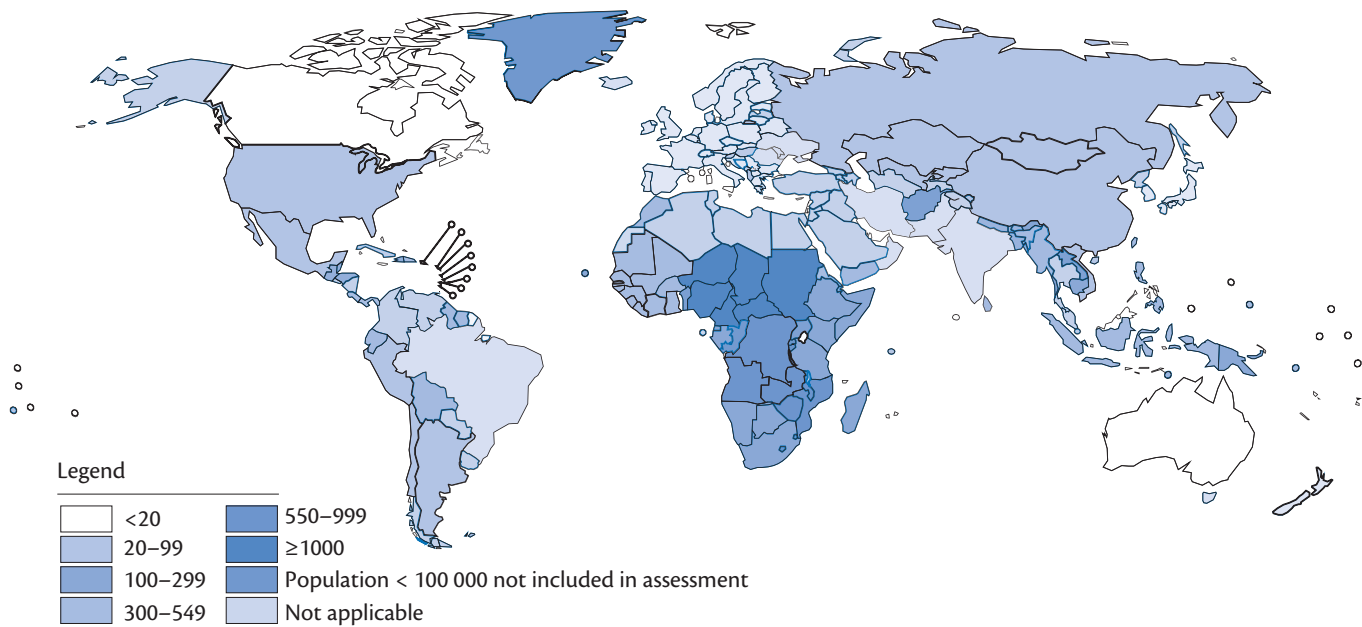 Legend
<20
20–99
100–299
300–549
550–999
≥1000
Population < 100 000 not included in assessment
Not applicable